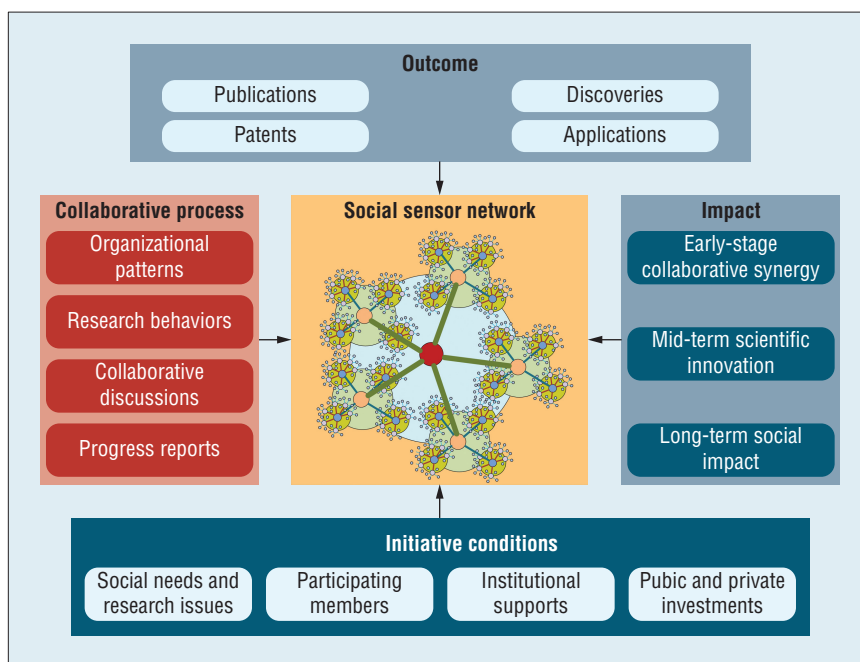 Outcome
Publications
Discoveries
Patents
Applications
Collaborative process
Organizational
patterns
Research behaviors
Collaborative
discussions
Progress reports
Social sensor network
Impact
Early-stage
collaborative synergy
Mid-term scientific
innovation
Long-term social
impact
Initiative conditions
Social needs and
research issues
Participating
members
Institutional
supports
Pubic and private
investments